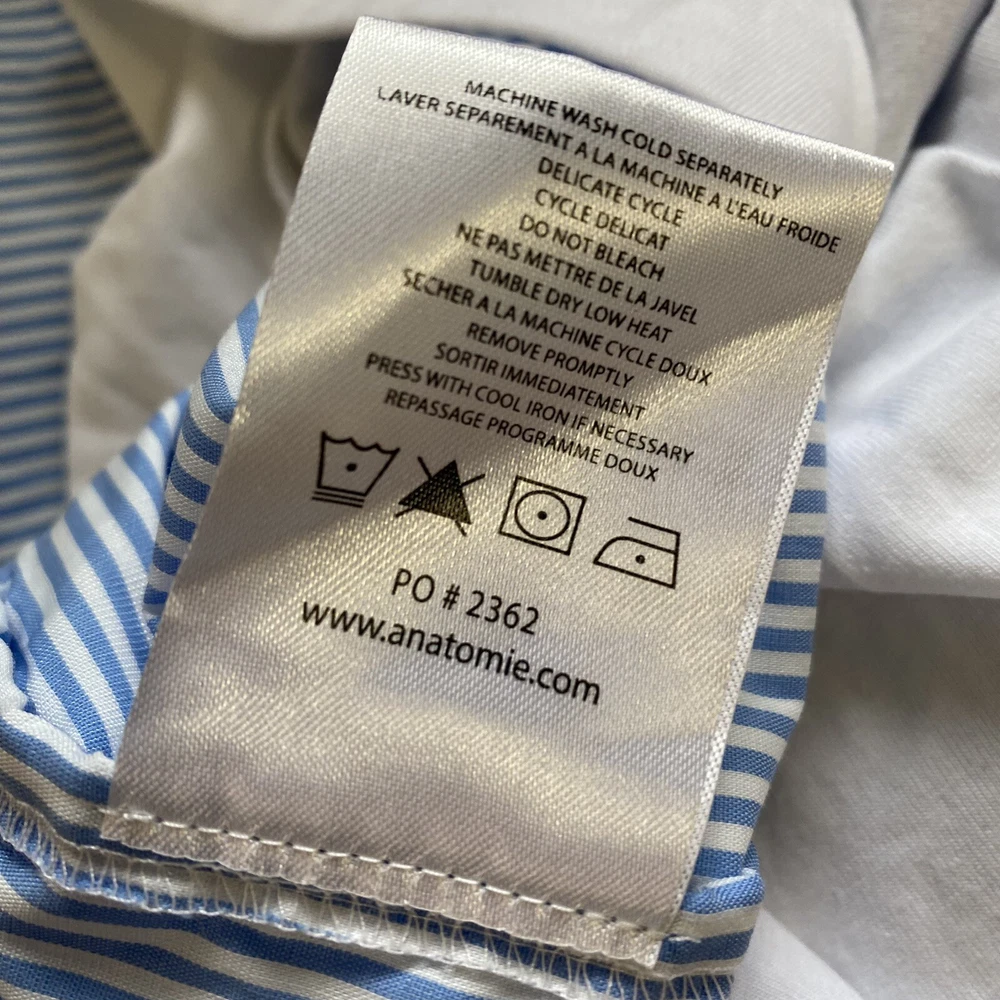 MACHINE WASH COLD SEPARATELY
LAVER SEPAREMENT A LA MACHINE A L'EAU FROIDE
DELICATE CYCLE
CYCLE DELICAT
DO NOT BLEACH
NE PAS METTRE DE LA JAVEL
TUMBLE DRY LOW HEAT
SECHER A LA MACHINE CYCLE DOUX
REMOVE PROMPTLY
SORTIR IMMEDIATEMENT
PRESS WITH COOL IRON IF NECESSARY
REPASSAGE PROGRAMME DOUX
PO # 2362
www.anatomie.com